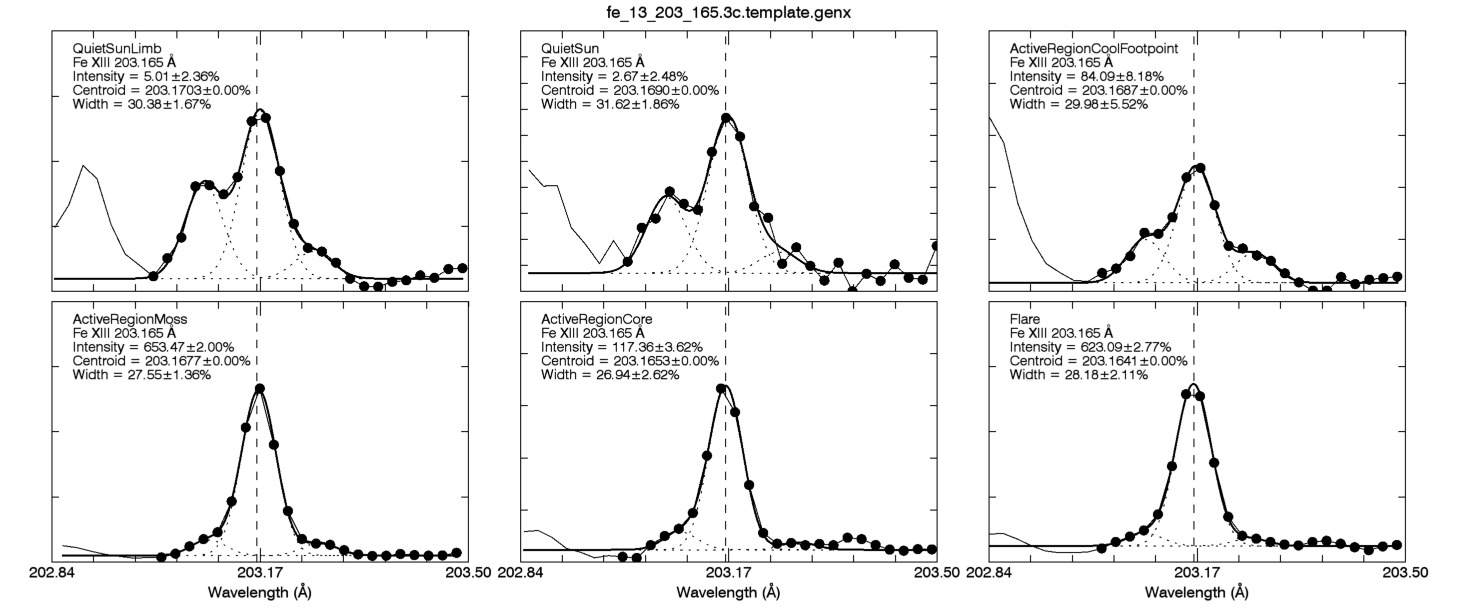 fe_13_203_165.3c.template.genx
QuietSunLimb
Fe XIII 203.165 Å
Intensity = 5.01±2.36%
Centroid = 203.1703±0.00%
Width = 30.38±1.67%
QuietSun
Fe XIII 203.165 Å
Intensity = 2.67±2.48%
Centroid = 203.1690±0.00%
Width = 31.62±1.86%
ActiveRegionCoolFootpoint
Fe XIII 203.165 Å
Intensity = 84.09±8.18%
Centroid = 203.1687±0.00%
Width = 29.98±5.52%
ActiveRegionMoss
Fe XIII 203.165 Å
Intensity = 653.47±2.00%
Centroid = 203.1677±0.00%
Width = 27.55±1.36%
ActiveRegionCore
Fe XIII 203.165 Å
Intensity = 117.36±3.62%
Centroid = 203.1653±0.00%
Width = 26.94±2.62%
Flare
Fe XIII 203.165 Å
Intensity = 623.09±2.77%
Centroid = 203.1641±0.00%
Width = 28.18±2.11%
202.84 203.17 203.50
Wavelength (Å)
202.84 203.17 203.50
Wavelength (Å)
202.84 203.17 203.50
Wavelength (Å)